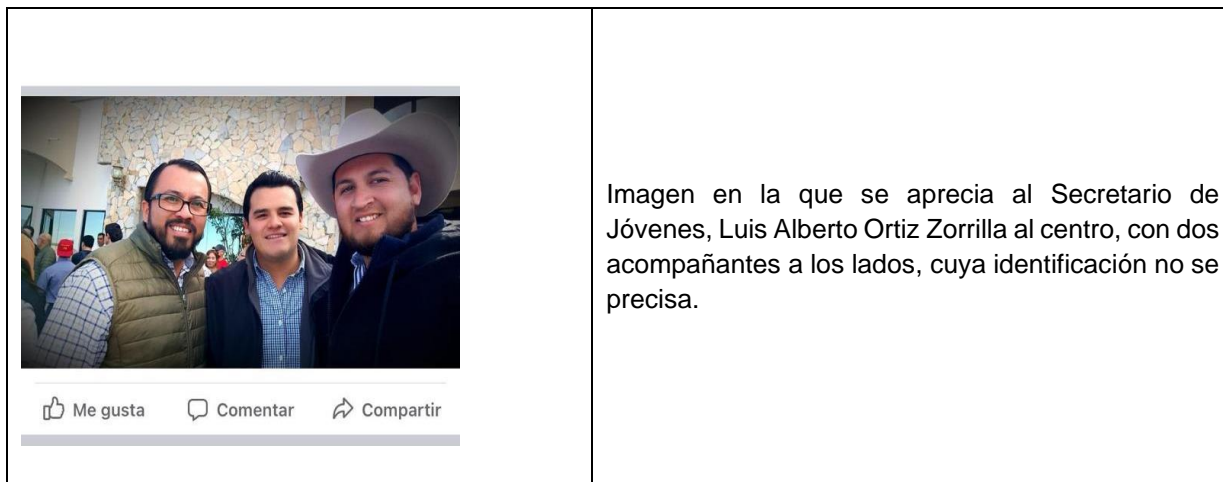 Imagen en la que se aprecia al Secretario de
Jóvenes, Luis Alberto Ortiz Zorrilla al centro, con dos
acompañantes a los lados, cuya identificación no se
precisa.
Me gusta Comentar Compartir